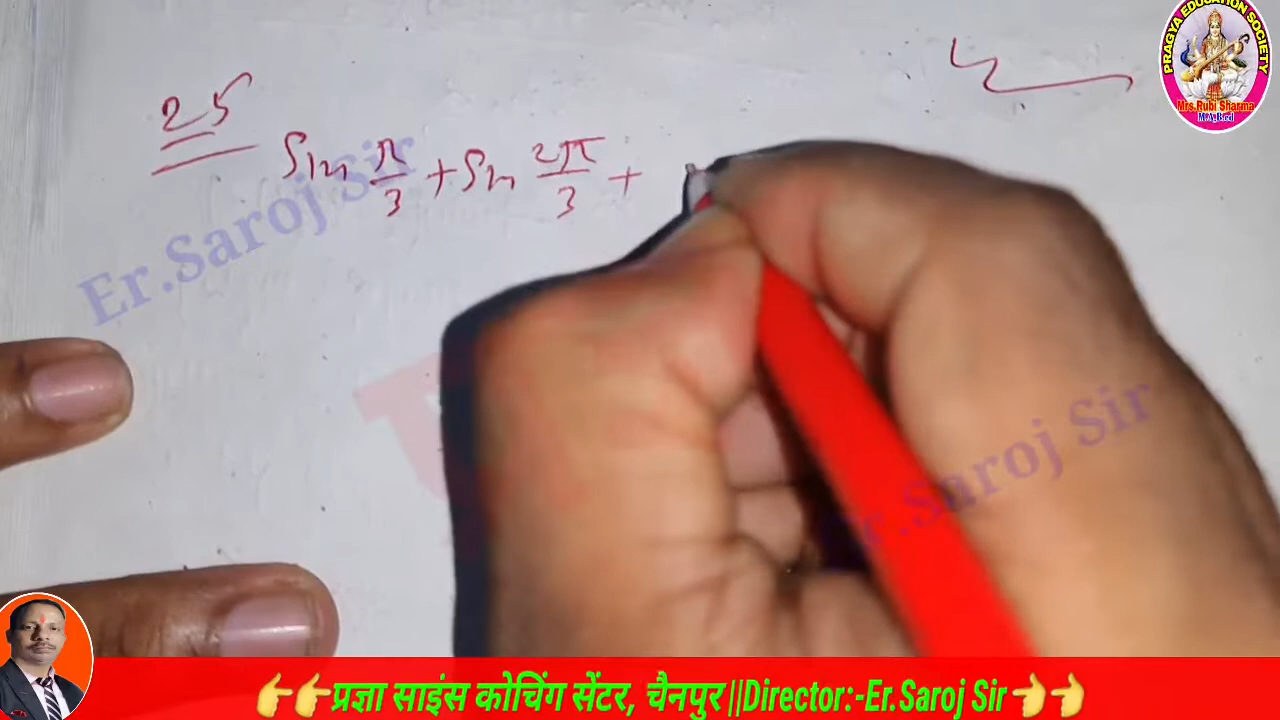 PRAGYA EDUCATION SOCIETY
Mrs.Rubi Sharma
M.A,B.ed
25
Sin π/3 + Sin 2π/3 +
Er.Saroj Sir
Er.Saroj Sir
👉👉प्रज्ञा साइंस कोचिंग सेंटर, चैनपुर ||Director:-Er.Saroj Sir👈👈